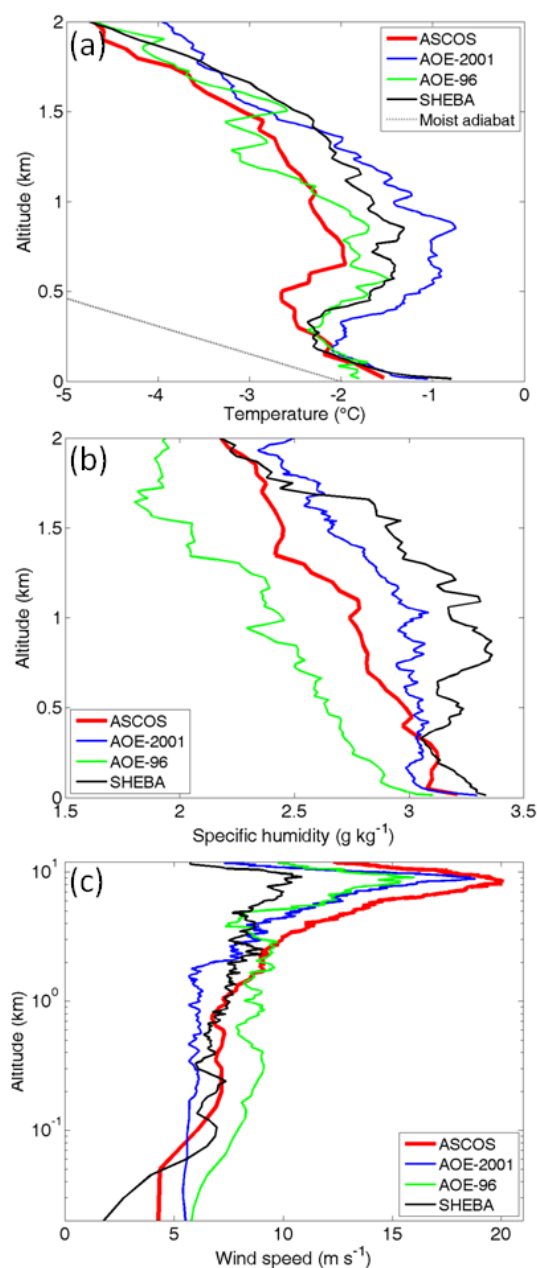 (a)
ASCOS
AOE-2001
AOE-96
SHEBA
Moist adiabat
Altitude (km)
2
1.5
1
0.5
0
-5 -4 -3 -2 -1 0
Temperature (°C)
(b)
Altitude (km)
2
1.5
1
0.5
0
ASCOS
AOE-2001
AOE-96
SHEBA
1.5 2 2.5 3 3.5
Specific humidity (g kg⁻¹)
(c)
Altitude (km)
10¹
10⁰
10⁻¹
ASCOS
AOE-2001
AOE-96
SHEBA
0 5 10 15 20
Wind speed (m s⁻¹)